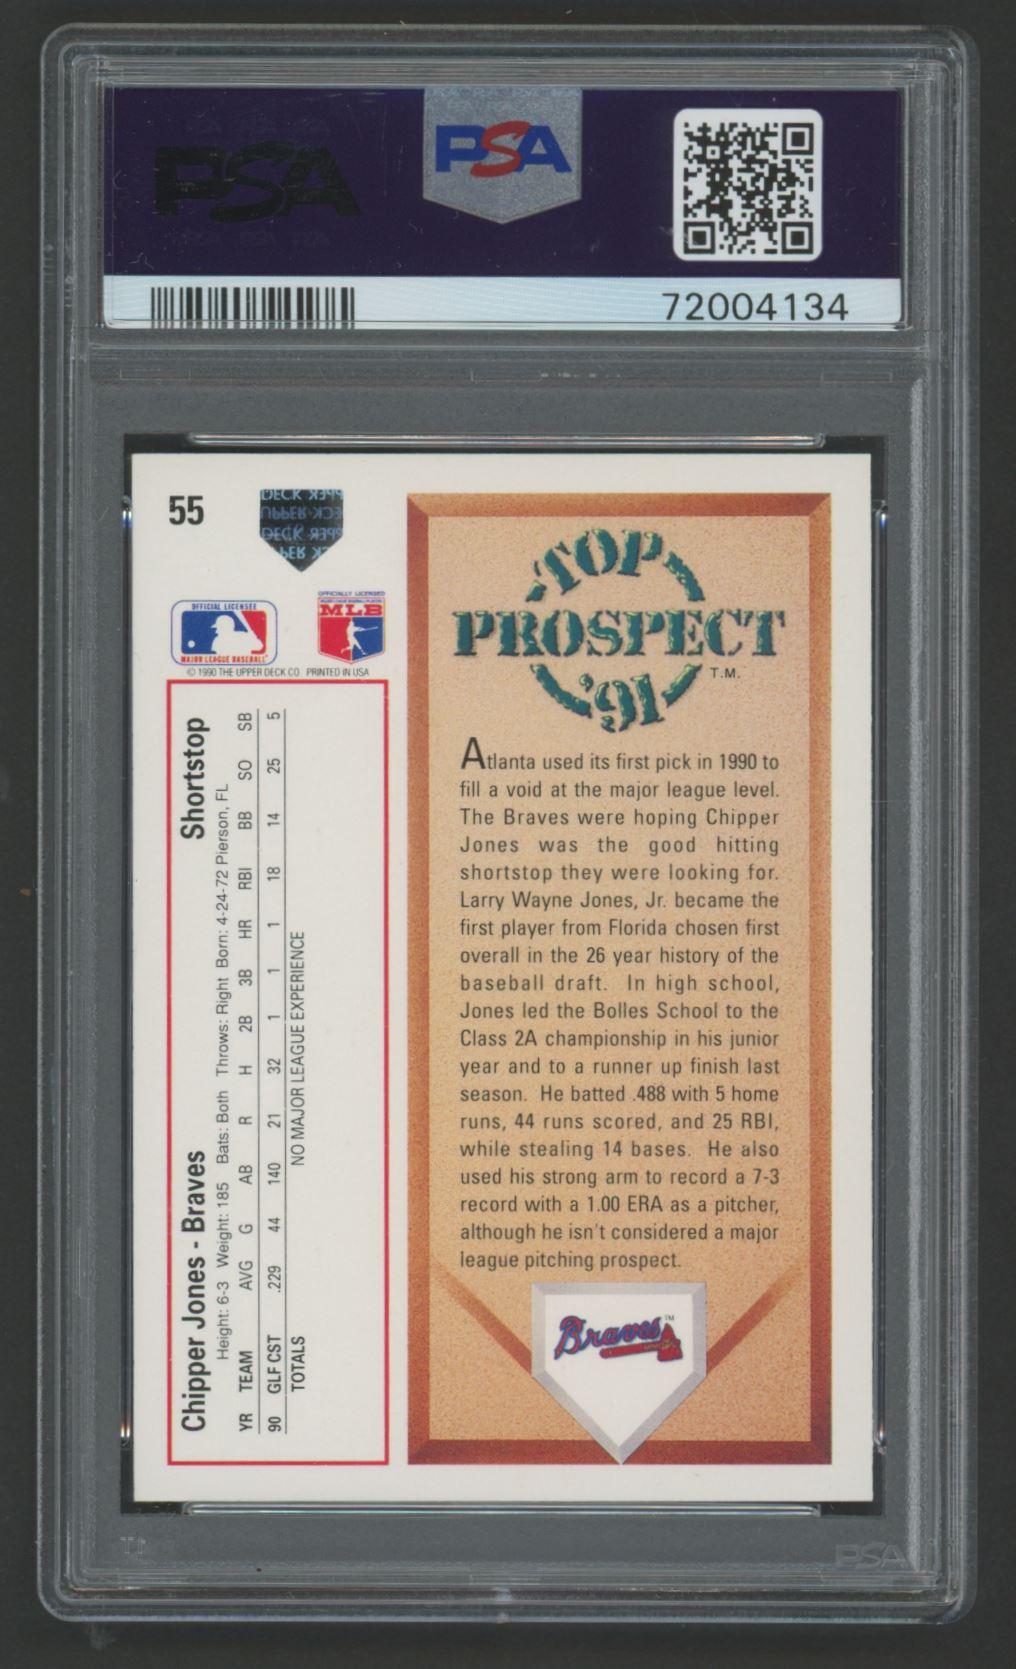 PSA
PSA
72004134
55
DECK
UPPER
DECK
OFFICIAL LICENSEE
MAJOR LEAGUE BASEBALL
OFFICIALLY LICENSED
MLB
© 1990 THE UPPER DECK CO. PRINTED IN USA
Chipper Jones - Braves Shortstop
Height: 6-3 Weight: 185 Bats: Both Throws: Right Born: 4-24-72 Pierson, FL
YR TEAM AVG G AB R H 2B 3B HR RBI BB SO SB
90 GLF CST .229 44 140 21 32 1 1 1 18 14 25 5
TOTALS NO MAJOR LEAGUE EXPERIENCE
TOP
PROSPECT
'91
T.M.
Atlanta used its first pick in 1990 to
fill a void at the major league level.
The Braves were hoping Chipper
Jones was the good hitting
shortstop they were looking for.
Larry Wayne Jones, Jr. became the
first player from Florida chosen first
overall in the 26 year history of the
baseball draft. In high school,
Jones led the Bolles School to the
Class 2A championship in his junior
year and to a runner up finish last
season. He batted .488 with 5 home
runs, 44 runs scored, and 25 RBI,
while stealing 14 bases. He also
used his strong arm to record a 7-3
record with a 1.00 ERA as a pitcher,
although he isn't considered a major
league pitching prospect.
Braves™
PSA